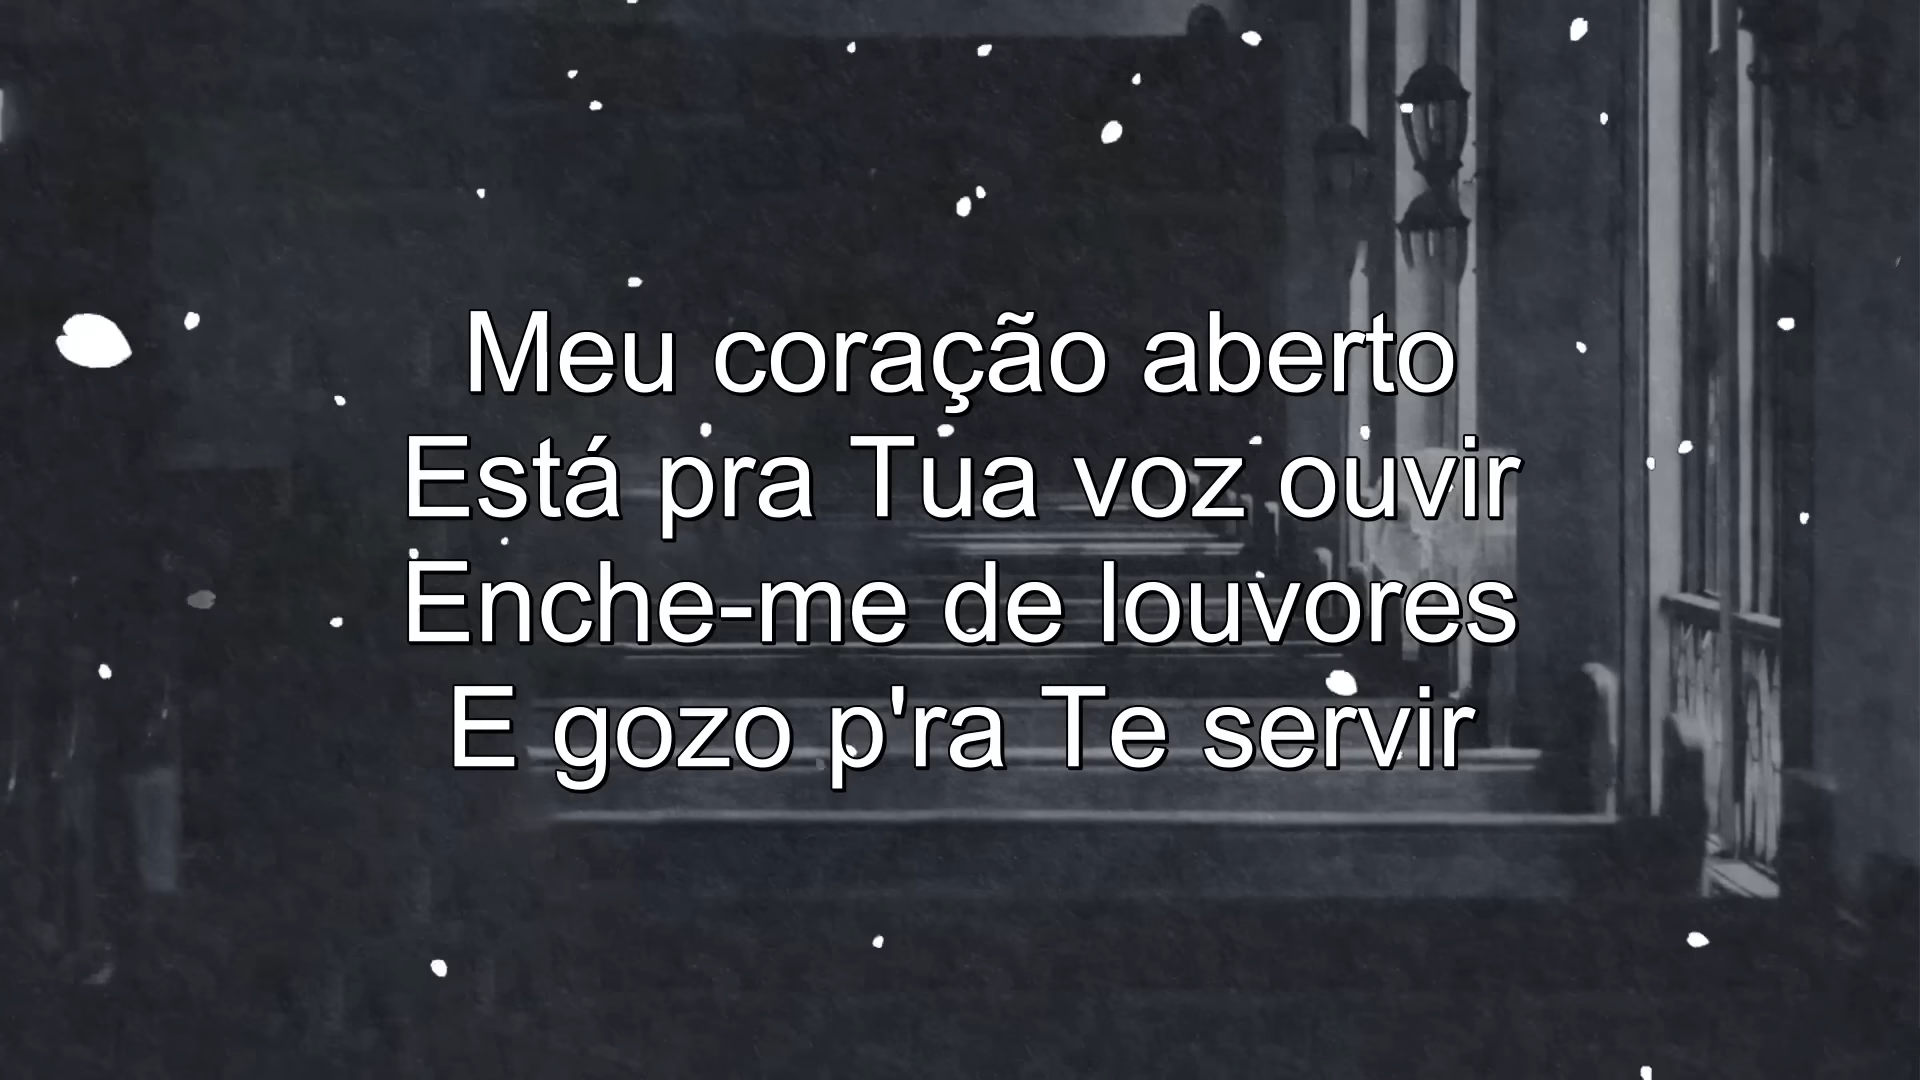 Meu coração aberto
Está pra Tua voz ouvir
Enche-me de louvores
E gozo p'ra Te servir